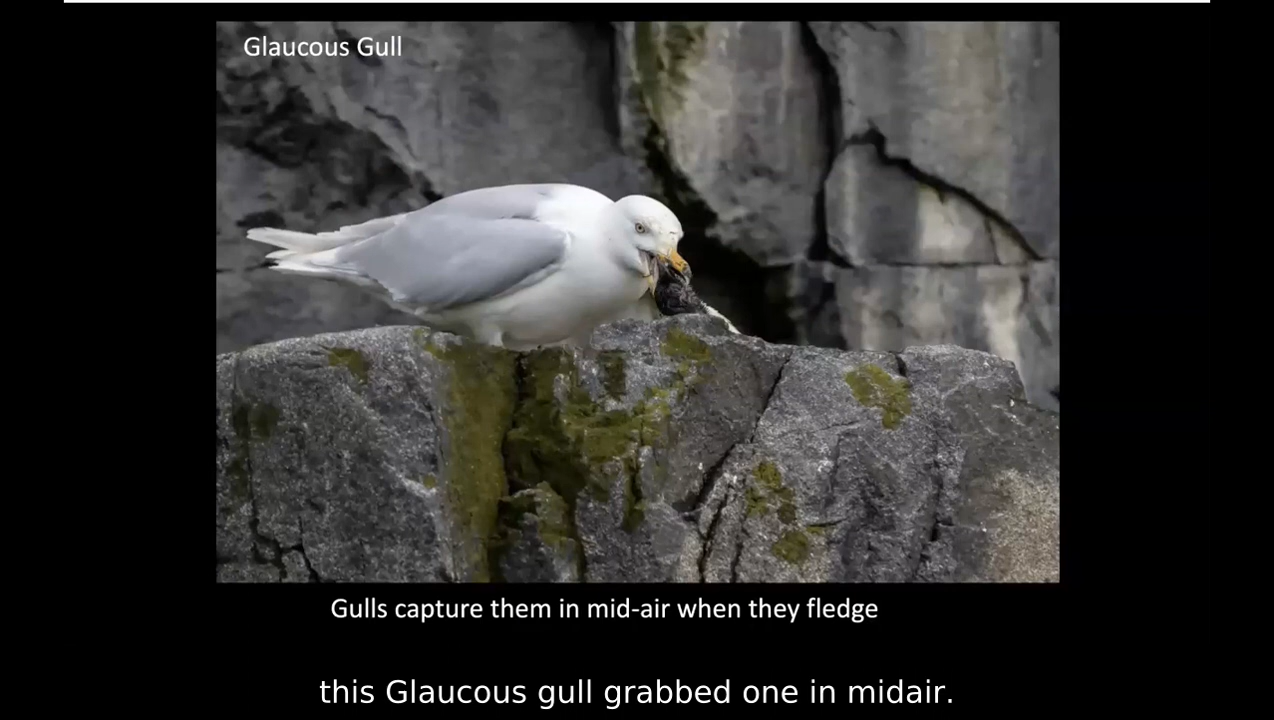 Glaucous Gull
Gulls capture them in mid-air when they fledge
this Glaucous gull grabbed one in midair.